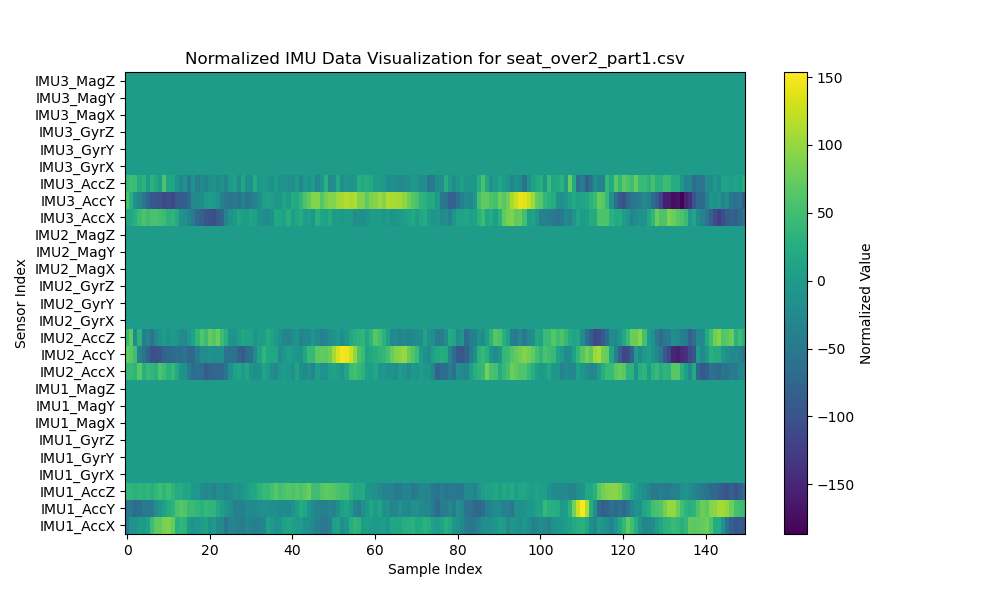 Normalized IMU Data Visualization for seat_over2_part1.csv
Sensor Index
IMU3_MagZ
IMU3_MagY
IMU3_MagX
IMU3_GyrZ
IMU3_GyrY
IMU3_GyrX
IMU3_AccZ
IMU3_AccY
IMU3_AccX
IMU2_MagZ
IMU2_MagY
IMU2_MagX
IMU2_GyrZ
IMU2_GyrY
IMU2_GyrX
IMU2_AccZ
IMU2_AccY
IMU2_AccX
IMU1_MagZ
IMU1_MagY
IMU1_MagX
IMU1_GyrZ
IMU1_GyrY
IMU1_GyrX
IMU1_AccZ
IMU1_AccY
IMU1_AccX
0 20 40 60 80 100 120 140
Sample Index
150
100
50
0
−50
−100
−150
Normalized Value